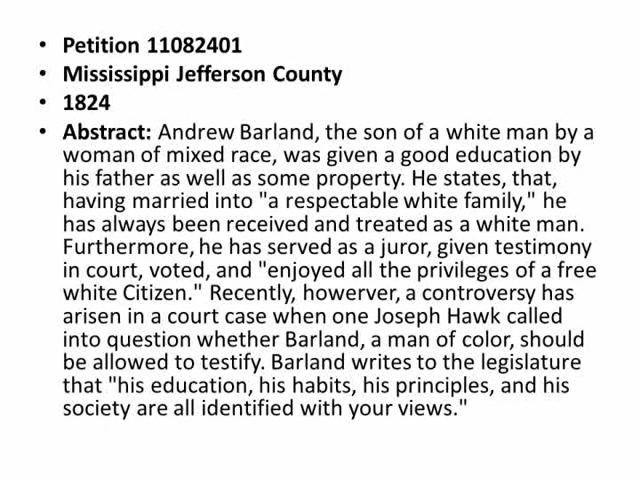 • Petition 11082401
• Mississippi Jefferson County
• 1824
• Abstract: Andrew Barland, the son of a white man by a
woman of mixed race, was given a good education by
his father as well as some property. He states, that,
having married into "a respectable white family," he
has always been received and treated as a white man.
Furthermore, he has served as a juror, given testimony
in court, voted, and "enjoyed all the privileges of a free
white Citizen." Recently, howerver, a controversy has
arisen in a court case when one Joseph Hawk called
into question whether Barland, a man of color, should
be allowed to testify. Barland writes to the legislature
that "his education, his habits, his principles, and his
society are all identified with your views."